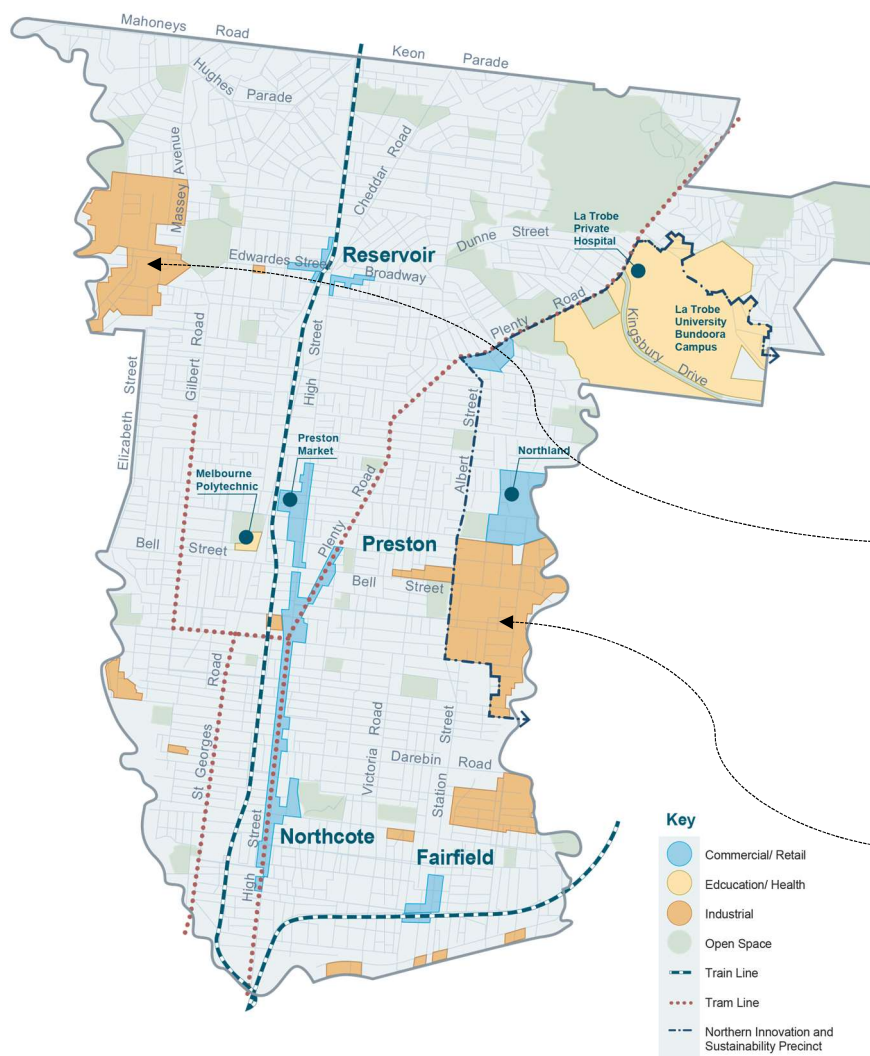 Mahoneys Road
Keon Parade
Hughes Parade
Massey Avenue
Cheddar Road
Edwardes Stree
Reservoir
Broadway
Dunne Street
La Trobe
Private
Hospital
La Trobe
University
Bundoora
Campus
Kingsbury Drive
Plenty Road
Elizabeth Street
Gilbert Road
High Street
Albert Street
Preston
Market
Northland
Melbourne
Polytechnic
Plenty Road
Preston
Bell Street
Bell Street
St Georges Road
Victoria Road
Station Street
Darebin Road
Northcote
High Street
Fairfield
Key
Commercial/ Retail
Edcucation/ Health
Industrial
Open Space
Train Line
Tram Line
Northern Innovation and
Sustainability Precinct